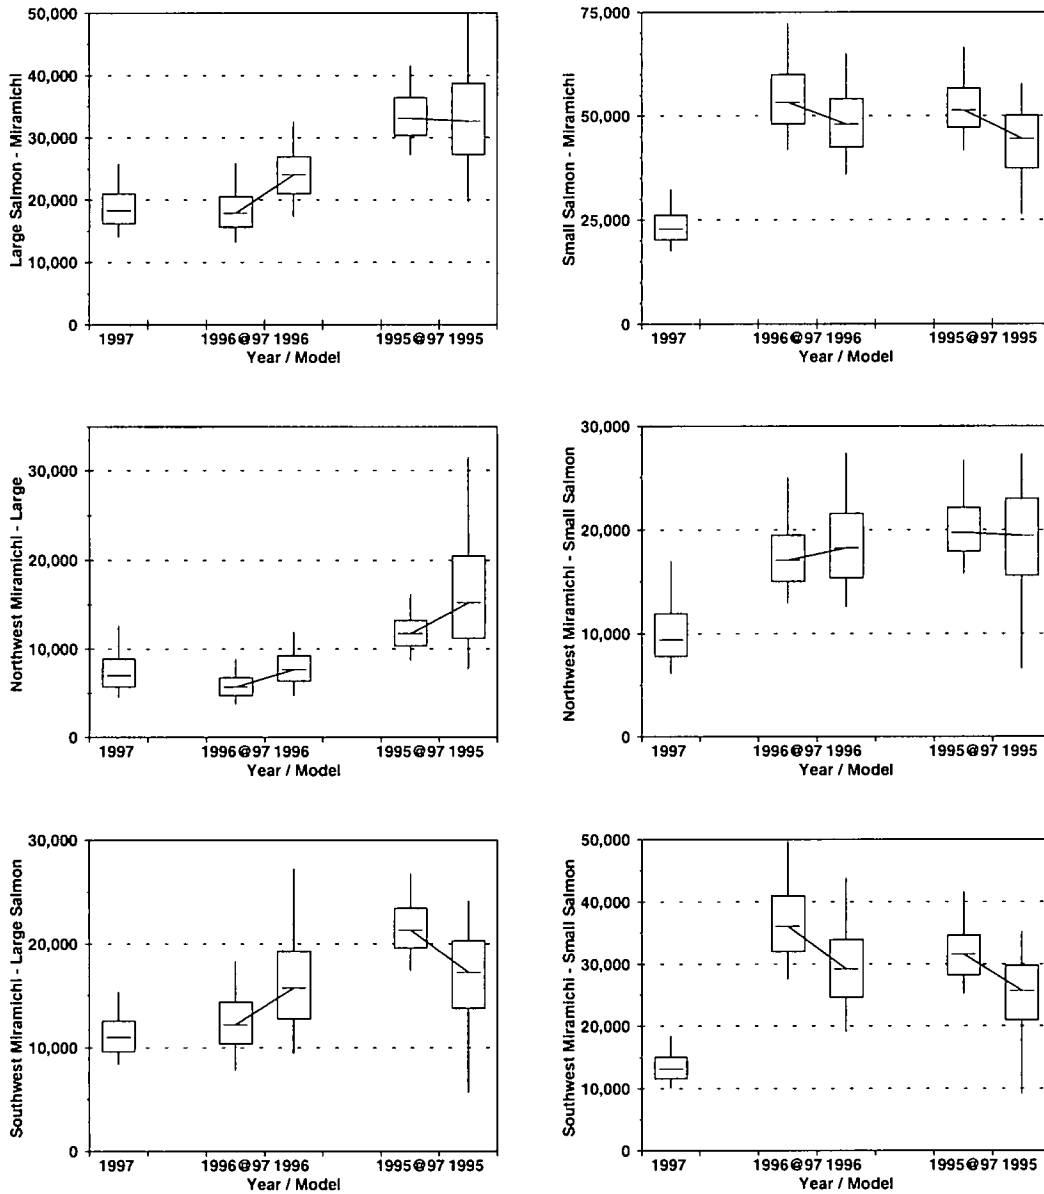 50,000
40,000
30,000
20,000
10,000
0
Large Salmon - Miramichi
1997 1996@97 1996 1995@97 1995
Year / Model
75,000
50,000
25,000
0
Small Salmon - Miramichi
1997 1996@97 1996 1995@97 1995
Year / Model
30,000
20,000
10,000
0
Northwest Miramichi - Large
1997 1996@97 1996 1995@97 1995
Year / Model
30,000
20,000
10,000
0
Northwest Miramichi - Small Salmon
1997 1996@97 1996 1995@97 1995
Year / Model
30,000
20,000
10,000
0
Southwest Miramichi - Large Salmon
1997 1996@97 1996 1995@97 1995
Year / Model
50,000
40,000
30,000
20,000
10,000
0
Southwest Miramichi - Small Salmon
1997 1996@97 1996 1995@97 1995
Year / Model